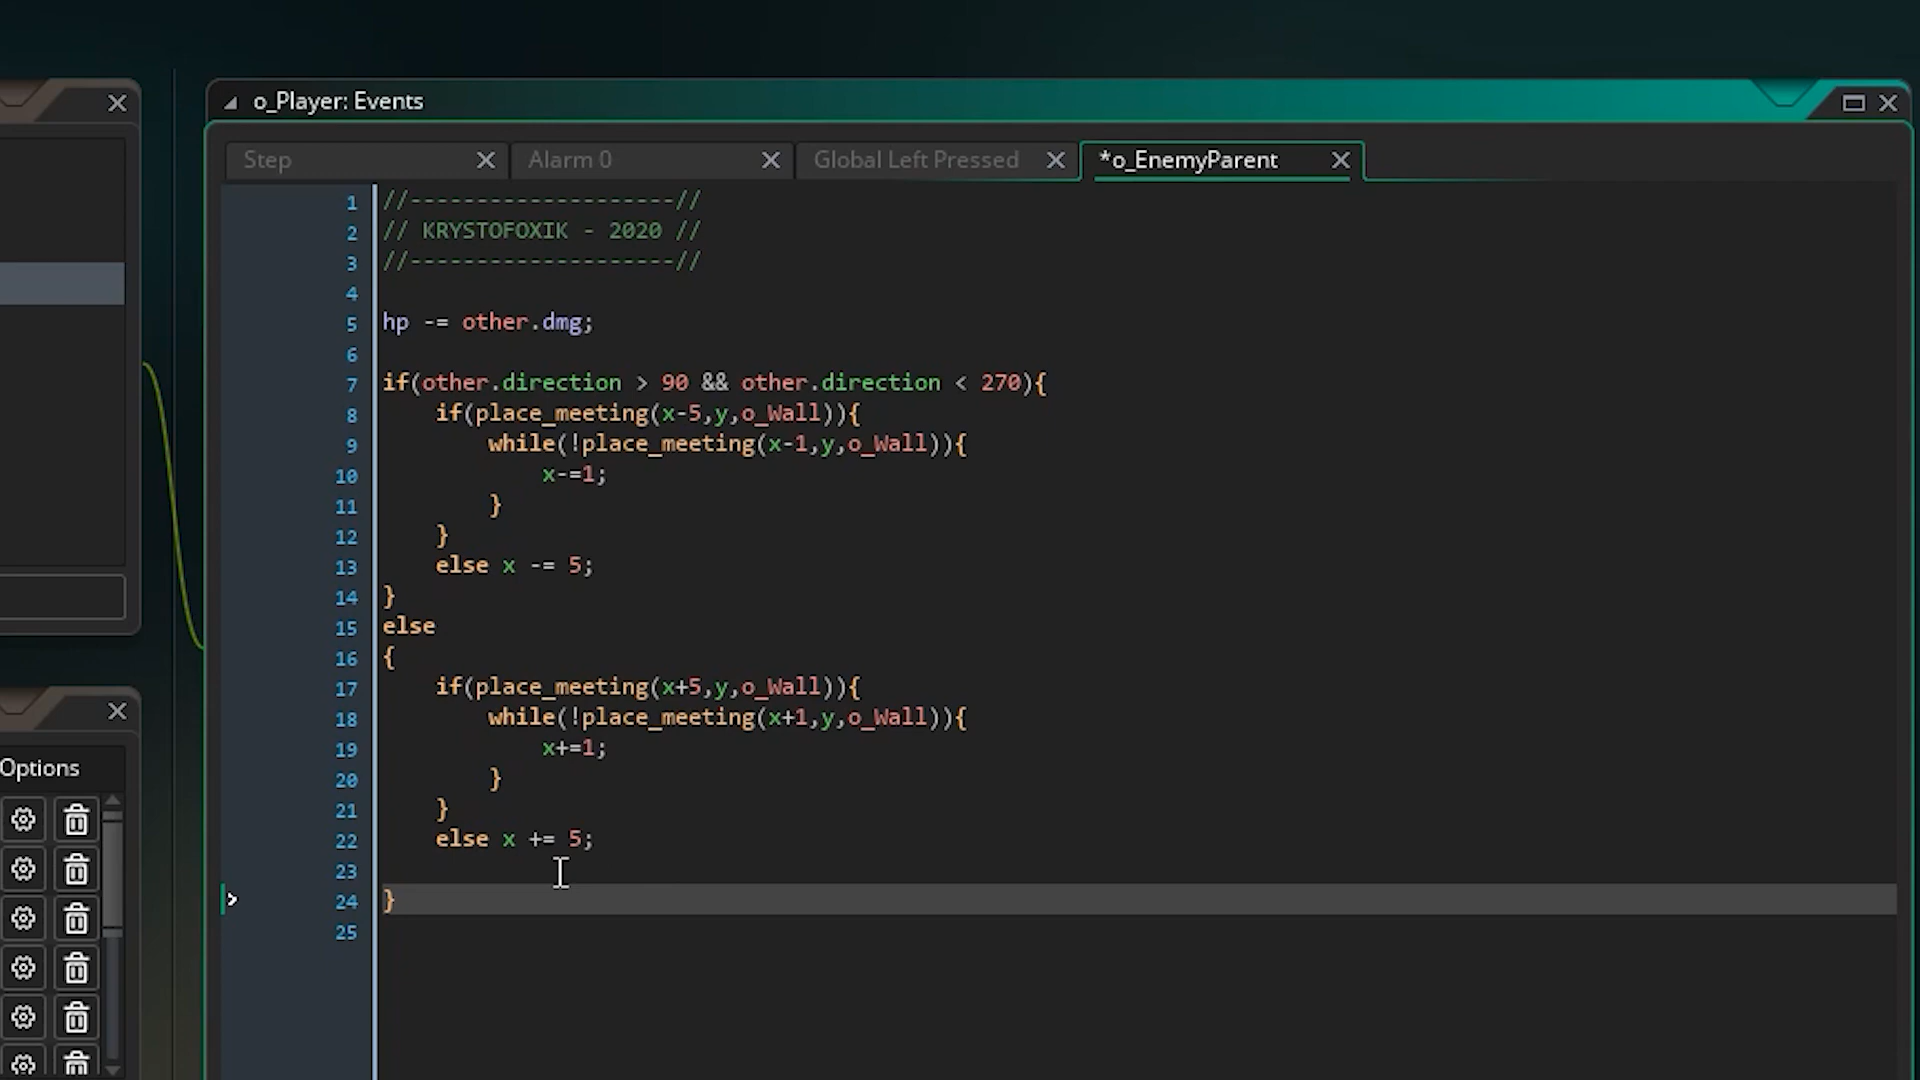 o_Player: Events
Step
Alarm 0
Global Left Pressed
*o_EnemyParent
1 //--------------------//
2 // KRYSTOFOXIK - 2020 //
3 //--------------------//
4
5 hp -= other.dmg;
6
7 if(other.direction > 90 && other.direction < 270){
8     if(place_meeting(x-5,y,o_Wall)){
9         while(!place_meeting(x-1,y,o_Wall)){
10             x-=1;
11         }
12     }
13     else x -= 5;
14 }
15 else
16 {
17     if(place_meeting(x+5,y,o_Wall)){
18         while(!place_meeting(x+1,y,o_Wall)){
19             x+=1;
20         }
21     }
22     else x += 5;
23
24 }
25
Options